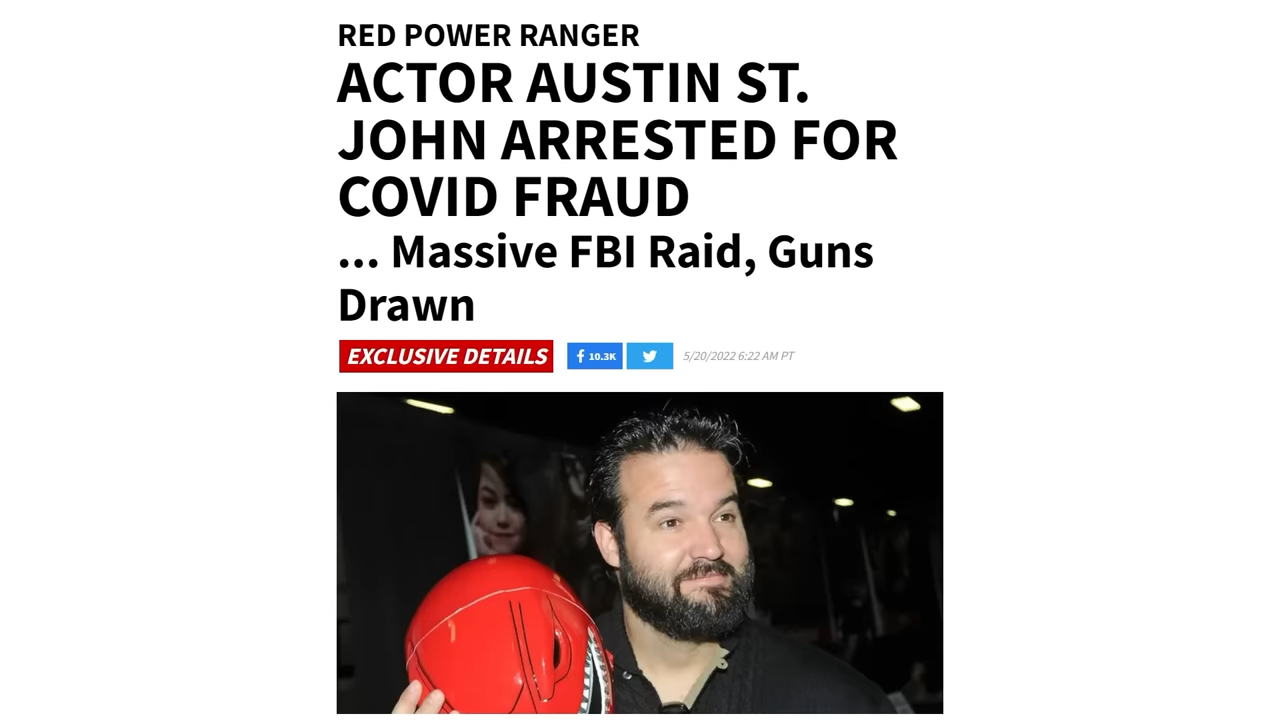 RED POWER RANGER
ACTOR AUSTIN ST.
JOHN ARRESTED FOR
COVID FRAUD
... Massive FBI Raid, Guns
Drawn
EXCLUSIVE DETAILS 10.3K 5/20/2022 6:22 AM PT